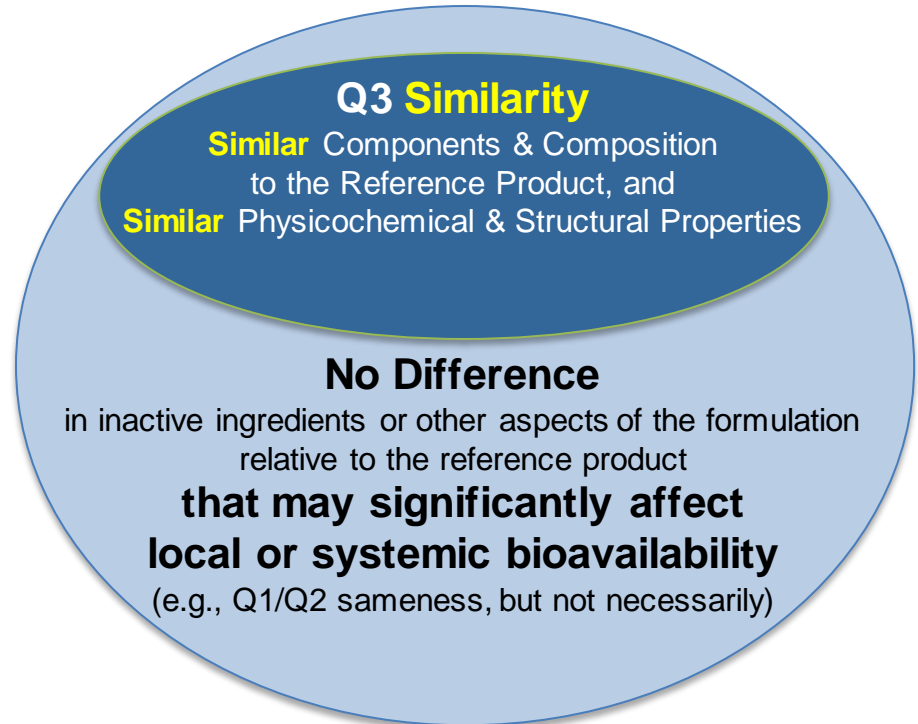 Q3 Similarity
Similar Components & Composition
to the Reference Product, and
Similar Physicochemical & Structural Properties
No Difference
in inactive ingredients or other aspects of the formulation
relative to the reference product
that may significantly affect
local or systemic bioavailability
(e.g., Q1/Q2 sameness, but not necessarily)